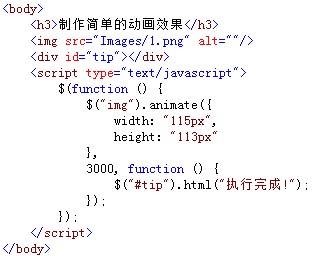 <body>
    <h3>制作简单的动画效果</h3>
    <img src="Images/1.png" alt=""/>
    <div id="tip"></div>
    <script type="text/javascript">
        $(function () {
            $("img").animate({
                width: "115px",
                height: "113px"
            },
            3000, function () {
                $("#tip").html("执行完成!");
            });
        });
    </script>
</body>